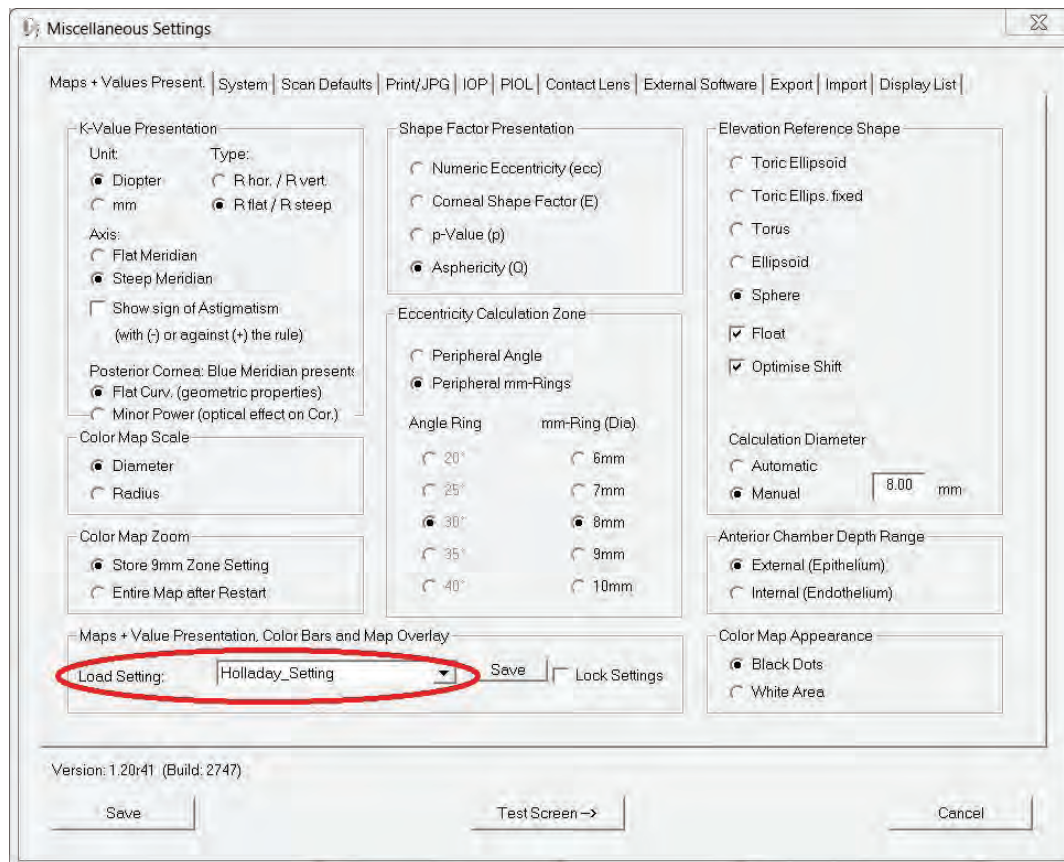 Miscellaneous Settings
Maps + Values Present. System Scan Defaults Print/JPG IOP PIOL Contact Lens External Software Export Import Display List
K-Value Presentation
Unit: Type:
Diopter R hor. / R vert.
mm R flat / R steep
Axis:
Flat Meridian
Steep Meridian
Show sign of Astigmatism
(with (-) or against (+) the rule)
Posterior Cornea: Blue Meridian presents
Flat Curv. (geometric properties)
Minor Power (optical effect on Cor.)
Color Map Scale
Diameter
Radius
Color Map Zoom
Store 9mm Zone Setting
Entire Map after Restart
Shape Factor Presentation
Numeric Eccentricity (ecc)
Corneal Shape Factor (E)
p-Value (p)
Asphericity (Q)
Eccentricity Calculation Zone
Peripheral Angle
Peripheral mm-Rings
Angle Ring mm-Ring (Dia)
20° 6mm
25° 7mm
30° 8mm
35° 9mm
40° 10mm
Elevation Reference Shape
Toric Ellipsoid
Toric Ellips. fixed
Torus
Ellipsoid
Sphere
Float
Optimise Shift
Calculation Diameter
Automatic
Manual 8.00 mm
Anterior Chamber Depth Range
External (Epithelium)
Internal (Endothelium)
Maps + Value Presentation, Color Bars and Map Overlay
Load Setting: Holladay_Setting Save Lock Settings
Color Map Appearance
Black Dots
White Area
Version: 1.20r41 (Build: 2747)
Save Test Screen --> Cancel